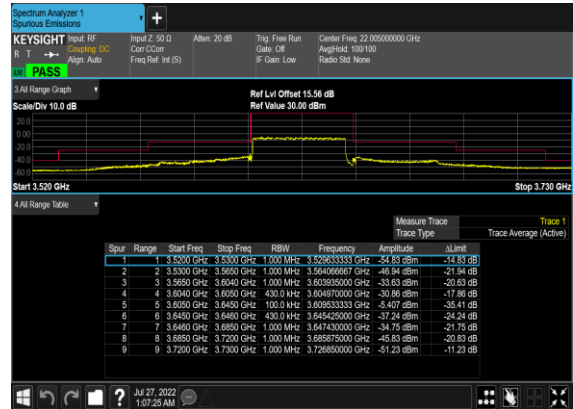 Spectrum Analyzer 1
Spurious Emissions
+
KEYSIGHT
R T
LW PASS
Input: RF
Coupling: DC
Align: Auto
Input Z: 50 Ω
Corr CCorr
Freq Ref: Int (S)
Atten: 20 dB
Trig: Free Run
Gate: Off
IF Gain: Low
Center Freq: 22.005000000 GHz
Avg|Hold: 100/100
Radio Std: None
3 All Range Graph
Scale/Div 10.0 dB
Ref Lvl Offset 15.56 dB
Ref Value 30.00 dBm
20.0
0.00
-20.0
-40.0
-60.0
Start 3.520 GHz
Stop 3.730 GHz
4 All Range Table
Measure Trace Trace 1
Trace Type Trace Average (Active)
Spur Range Start Freq Stop Freq RBW Frequency Amplitude ΔLimit
1 1 3.5200 GHz 3.5300 GHz 1.000 MHz 3.529633333 GHz -54.83 dBm -14.83 dB
2 2 3.5300 GHz 3.5650 GHz 1.000 MHz 3.564066667 GHz -46.94 dBm -21.94 dB
3 3 3.5650 GHz 3.6040 GHz 1.000 MHz 3.603935000 GHz -33.63 dBm -20.63 dB
4 4 3.6040 GHz 3.6050 GHz 430.0 kHz 3.604970000 GHz -30.86 dBm -17.86 dB
5 5 3.6050 GHz 3.6450 GHz 100.0 kHz 3.609533333 GHz -5.407 dBm -35.41 dB
6 6 3.6450 GHz 3.6460 GHz 430.0 kHz 3.645425000 GHz -37.24 dBm -24.24 dB
7 7 3.6460 GHz 3.6850 GHz 1.000 MHz 3.647430000 GHz -34.75 dBm -21.75 dB
8 8 3.6850 GHz 3.7200 GHz 1.000 MHz 3.685875000 GHz -45.83 dBm -20.83 dB
9 9 3.7200 GHz 3.7300 GHz 1.000 MHz 3.726850000 GHz -51.23 dBm -11.23 dB
?
Jul 27, 2022
1:07:25 AM